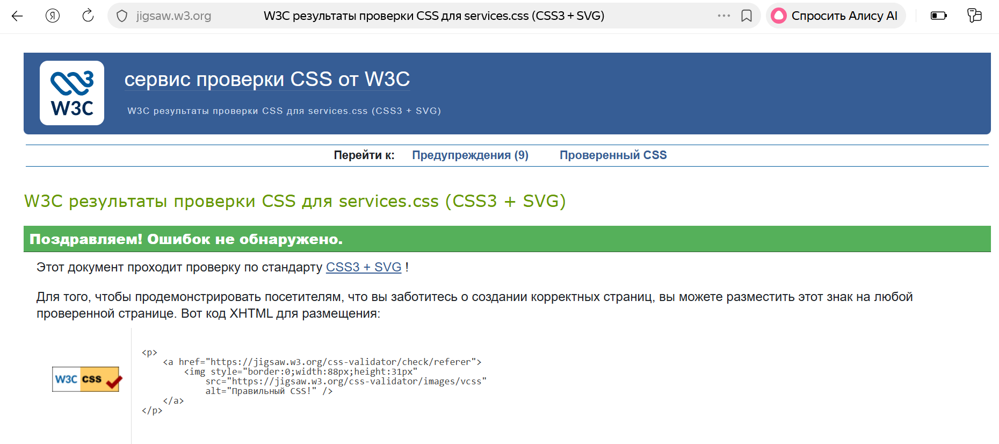 Я
jigsaw.w3.org
W3C результаты проверки CSS для services.css (CSS3 + SVG)
Спросить Алису AI
W3C
сервис проверки CSS от W3C
W3C результаты проверки CSS для services.css (CSS3 + SVG)
Перейти к: Предупреждения (9) Проверенный CSS
W3C результаты проверки CSS для services.css (CSS3 + SVG)
Поздравляем! Ошибок не обнаружено.
Этот документ проходит проверку по стандарту CSS3 + SVG !
Для того, чтобы продемонстрировать посетителям, что вы заботитесь о создании корректных страниц, вы можете разместить этот знак на любой
проверенной странице. Вот код XHTML для размещения:
W3C CSS
<p>
    <a href="https://jigsaw.w3.org/css-validator/check/referer">
        <img style="border:0;width:88px;height:31px"
            src="https://jigsaw.w3.org/css-validator/images/vcss"
            alt="Правильный CSS!" />
    </a>
</p>